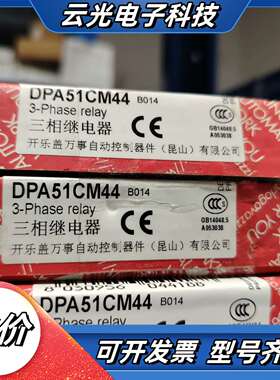 云光电子科技
DPA51CM44 B014
3-Phase relay
三相继电器
CE
GB14048.5
A053038
开乐盖万事自动控制器件（昆山）有限公司
DPA51CM44 B014
3-Phase relay
三相继电器
CE
GB14048.5
A053038
开乐盖万事自动控制器件（昆山）有限公司
DPA51CM44 B014
Phase relay
价
可开发票 型号齐